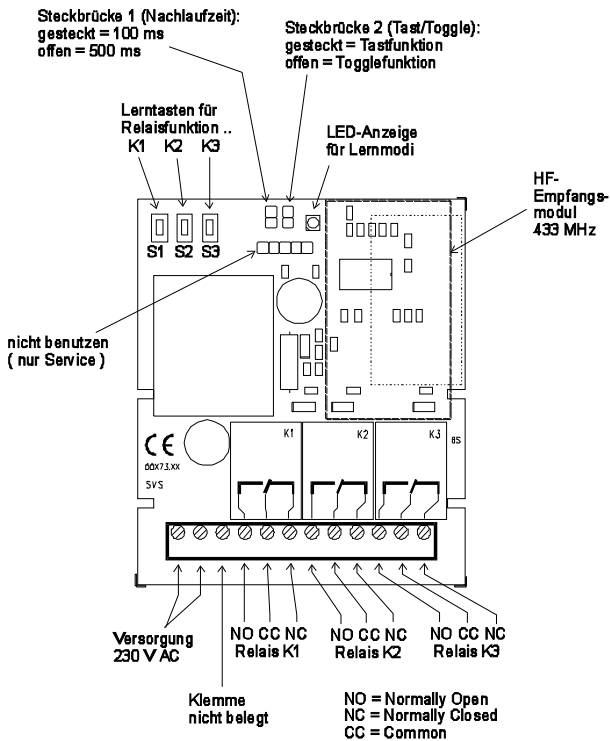 Steckbrücke 1 (Nachlaufzeit):
gesteckt = 100 ms
offen = 500 ms
Steckbrücke 2 (Tast/Toggle):
gesteckt = Tastfunktion
offen = Togglefunktion
Lerntasten für
Relaisfunktion ..
K1 K2 K3
LED-Anzeige
für Lernmodi
HF-
Empfangs-
modul
433 MHz
S1 S2 S3
nicht benutzen
( nur Service )
K1 K2 K3
CE
00X73.XX
SVS
BS
Versorgung
230 V AC
NO CC NC
Relais K1
NO CC NC
Relais K2
NO CC NC
Relais K3
Klemme
nicht belegt
NO = Normally Open
NC = Normally Closed
CC = Common